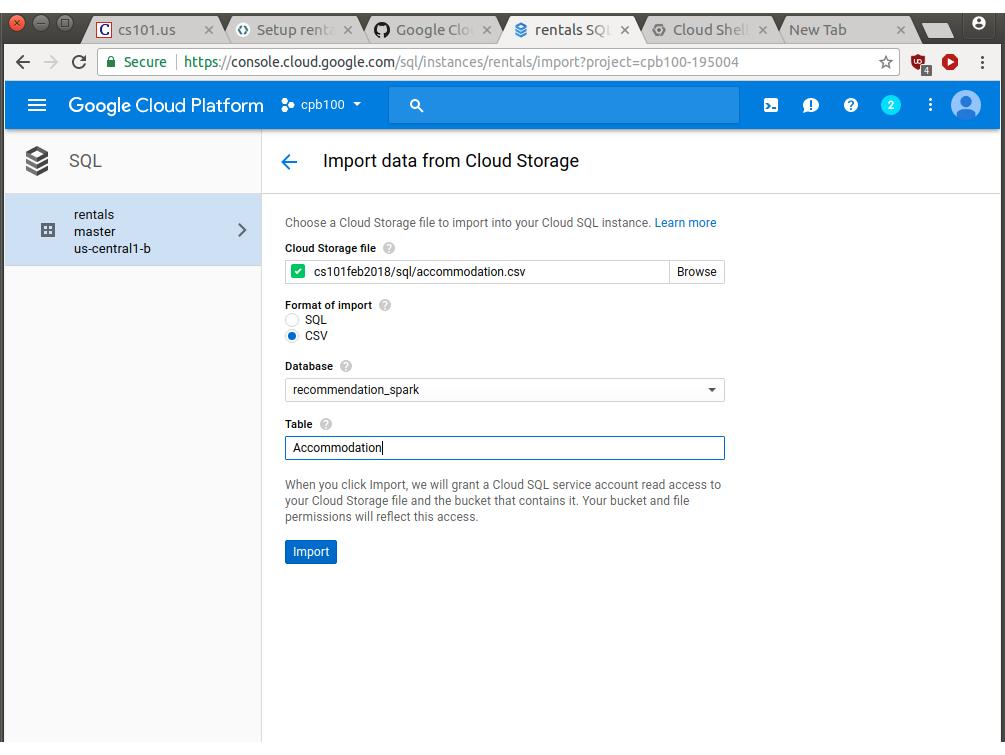 cs101.us
Setup renta
Google Clo
rentals SQL
Cloud Shell
New Tab
Secure
https://console.cloud.google.com/sql/instances/rentals/import?project=cpb100-195004
4
Google Cloud Platform
cpb100
2
SQL
Import data from Cloud Storage
rentals
master
us-central1-b
Choose a Cloud Storage file to import into your Cloud SQL instance. Learn more
Cloud Storage file
cs101feb2018/sql/accommodation.csv
Browse
Format of import
SQL
CSV
Database
recommendation_spark
Table
Accommodation
When you click Import, we will grant a Cloud SQL service account read access to
your Cloud Storage file and the bucket that contains it. Your bucket and file
permissions will reflect this access.
Import